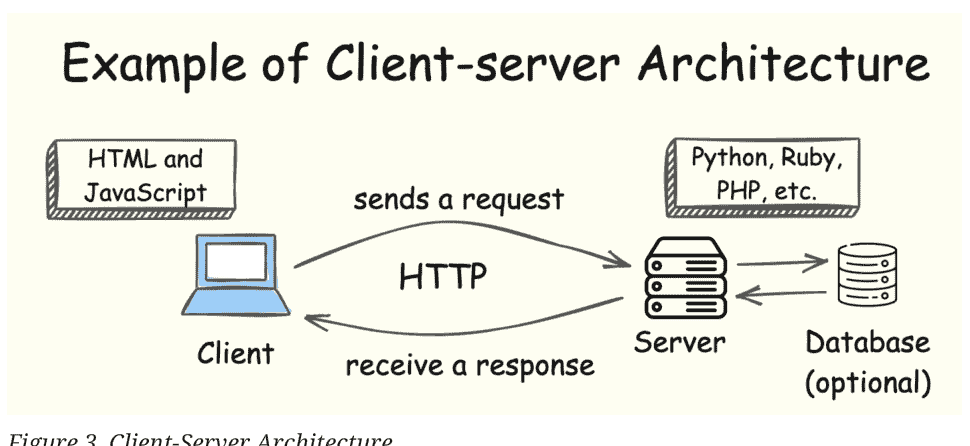 Example of Client-server Architecture
HTML and
JavaScript
Python, Ruby,
PHP, etc.
sends a request
HTTP
receive a response
Client
Server
Database
(optional)
Figure 3. Client-Server Architecture